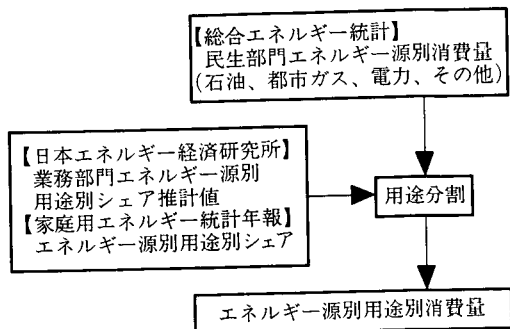 【総合エネルギー統計】
民生部門エネルギー源別消費量
(石油、都市ガス、電力、その他)
【日本エネルギー経済研究所】
業務部門エネルギー源別
用途別シェア推計値
【家庭用エネルギー統計年報】
エネルギー源別用途別シェア
用途分割
エネルギー源別用途別消費量